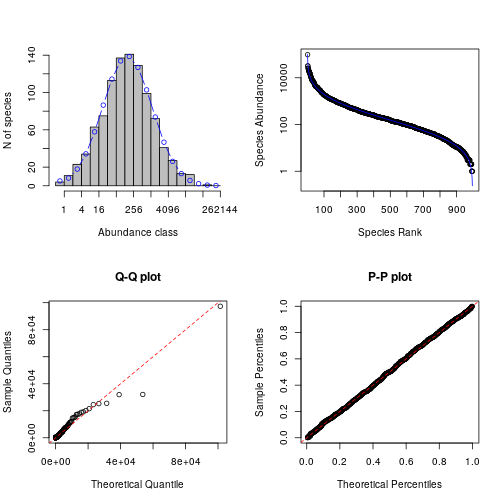 N of species
0 20 60 100 140
1 4 16 256 4096 262144
Abundance class
Species Abundance
1 100 10000
100 300 500 700 900
Species Rank
Q-Q plot
Sample Quantiles
0e+00 4e+04 8e+04
0e+00 4e+04 8e+04
Theoretical Quantile
P-P plot
Sample Percentiles
0.0 0.2 0.4 0.6 0.8 1.0
0.0 0.2 0.4 0.6 0.8 1.0
Theoretical Percentiles